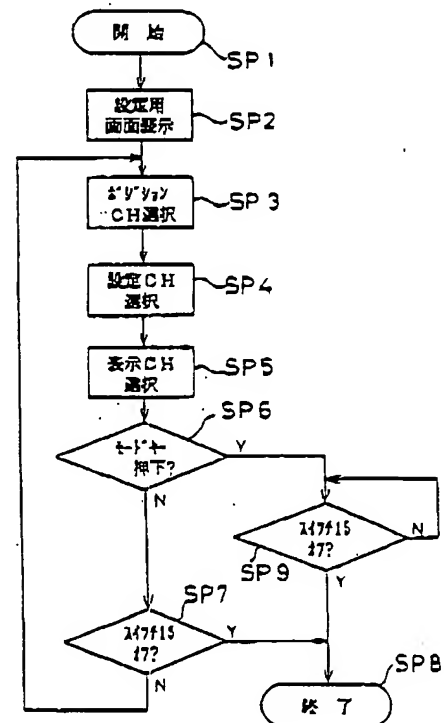 開始
SP1
設定用
画面表示
SP2
ポジション
CH選択
SP3
設定CH
選択
SP4
表示CH
選択
SP5
SP6
モードキー
押下?
Y
N
スイッチ15
オフ?
N
SP9
Y
SP7
スイッチ15
オフ?
Y
N
SP8
終了